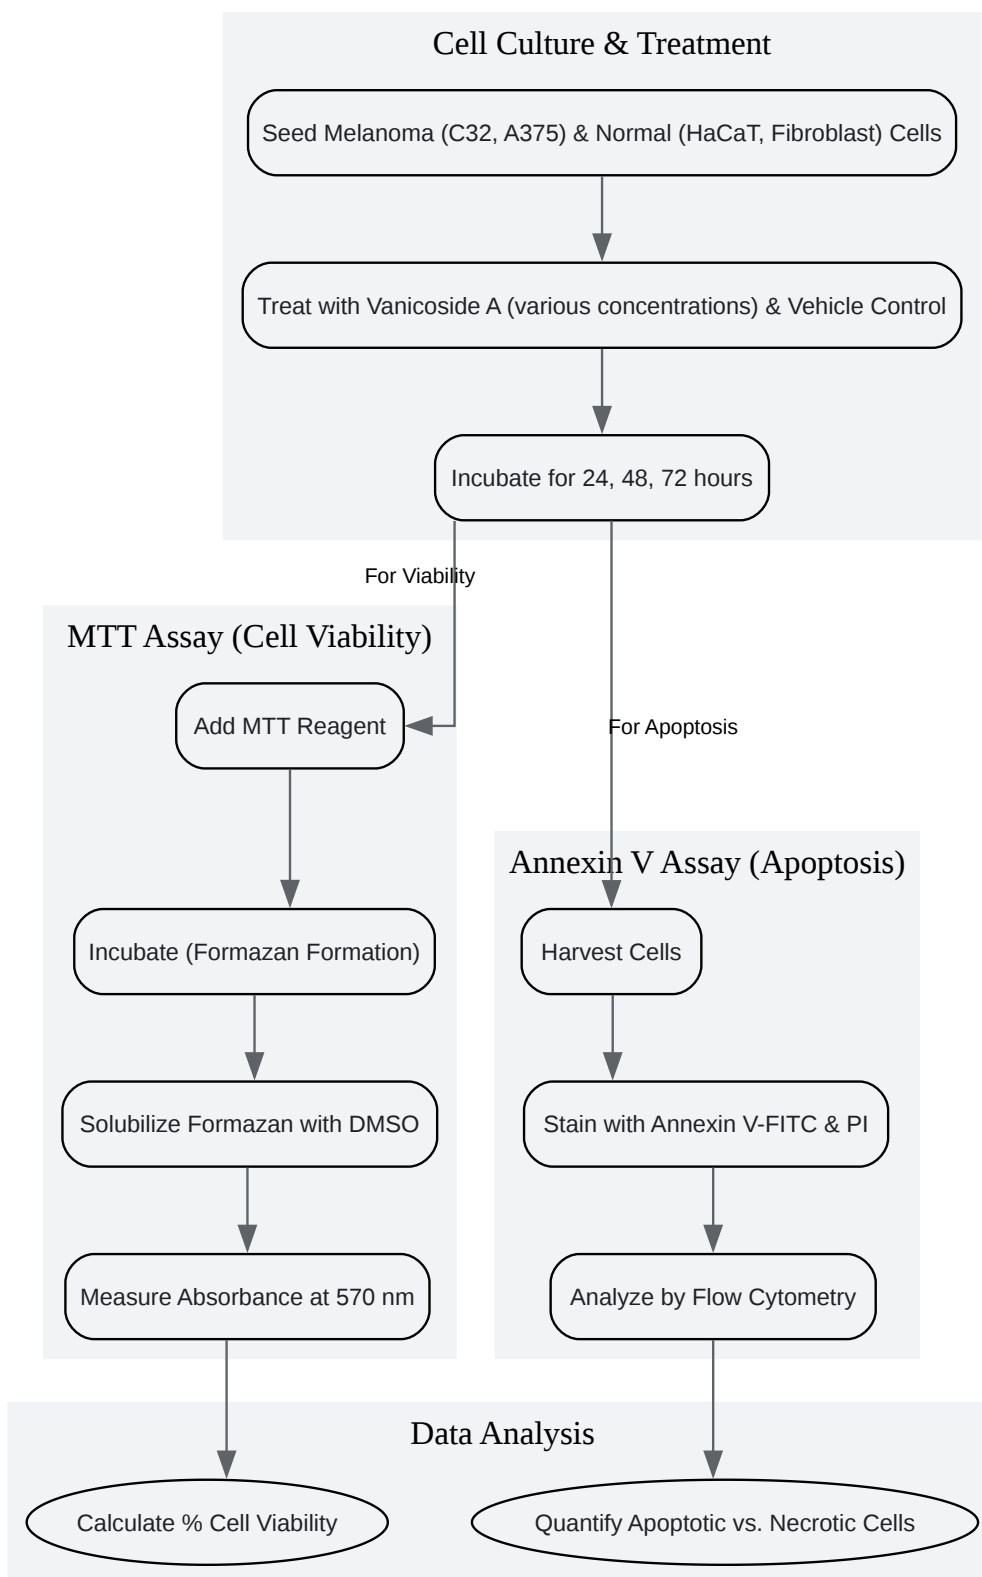 Cell Culture & Treatment
Seed Melanoma (C32, A375) & Normal (HaCaT, Fibroblast) Cells
Treat with Vanicoside A (various concentrations) & Vehicle Control
Incubate for 24, 48, 72 hours
For Viability
MTT Assay (Cell Viability)
Add MTT Reagent
Incubate (Formazan Formation)
Solubilize Formazan with DMSO
Measure Absorbance at 570 nm
For Apoptosis
Annexin V Assay (Apoptosis)
Harvest Cells
Stain with Annexin V-FITC & PI
Analyze by Flow Cytometry
Data Analysis
Calculate % Cell Viability
Quantify Apoptotic vs. Necrotic Cells